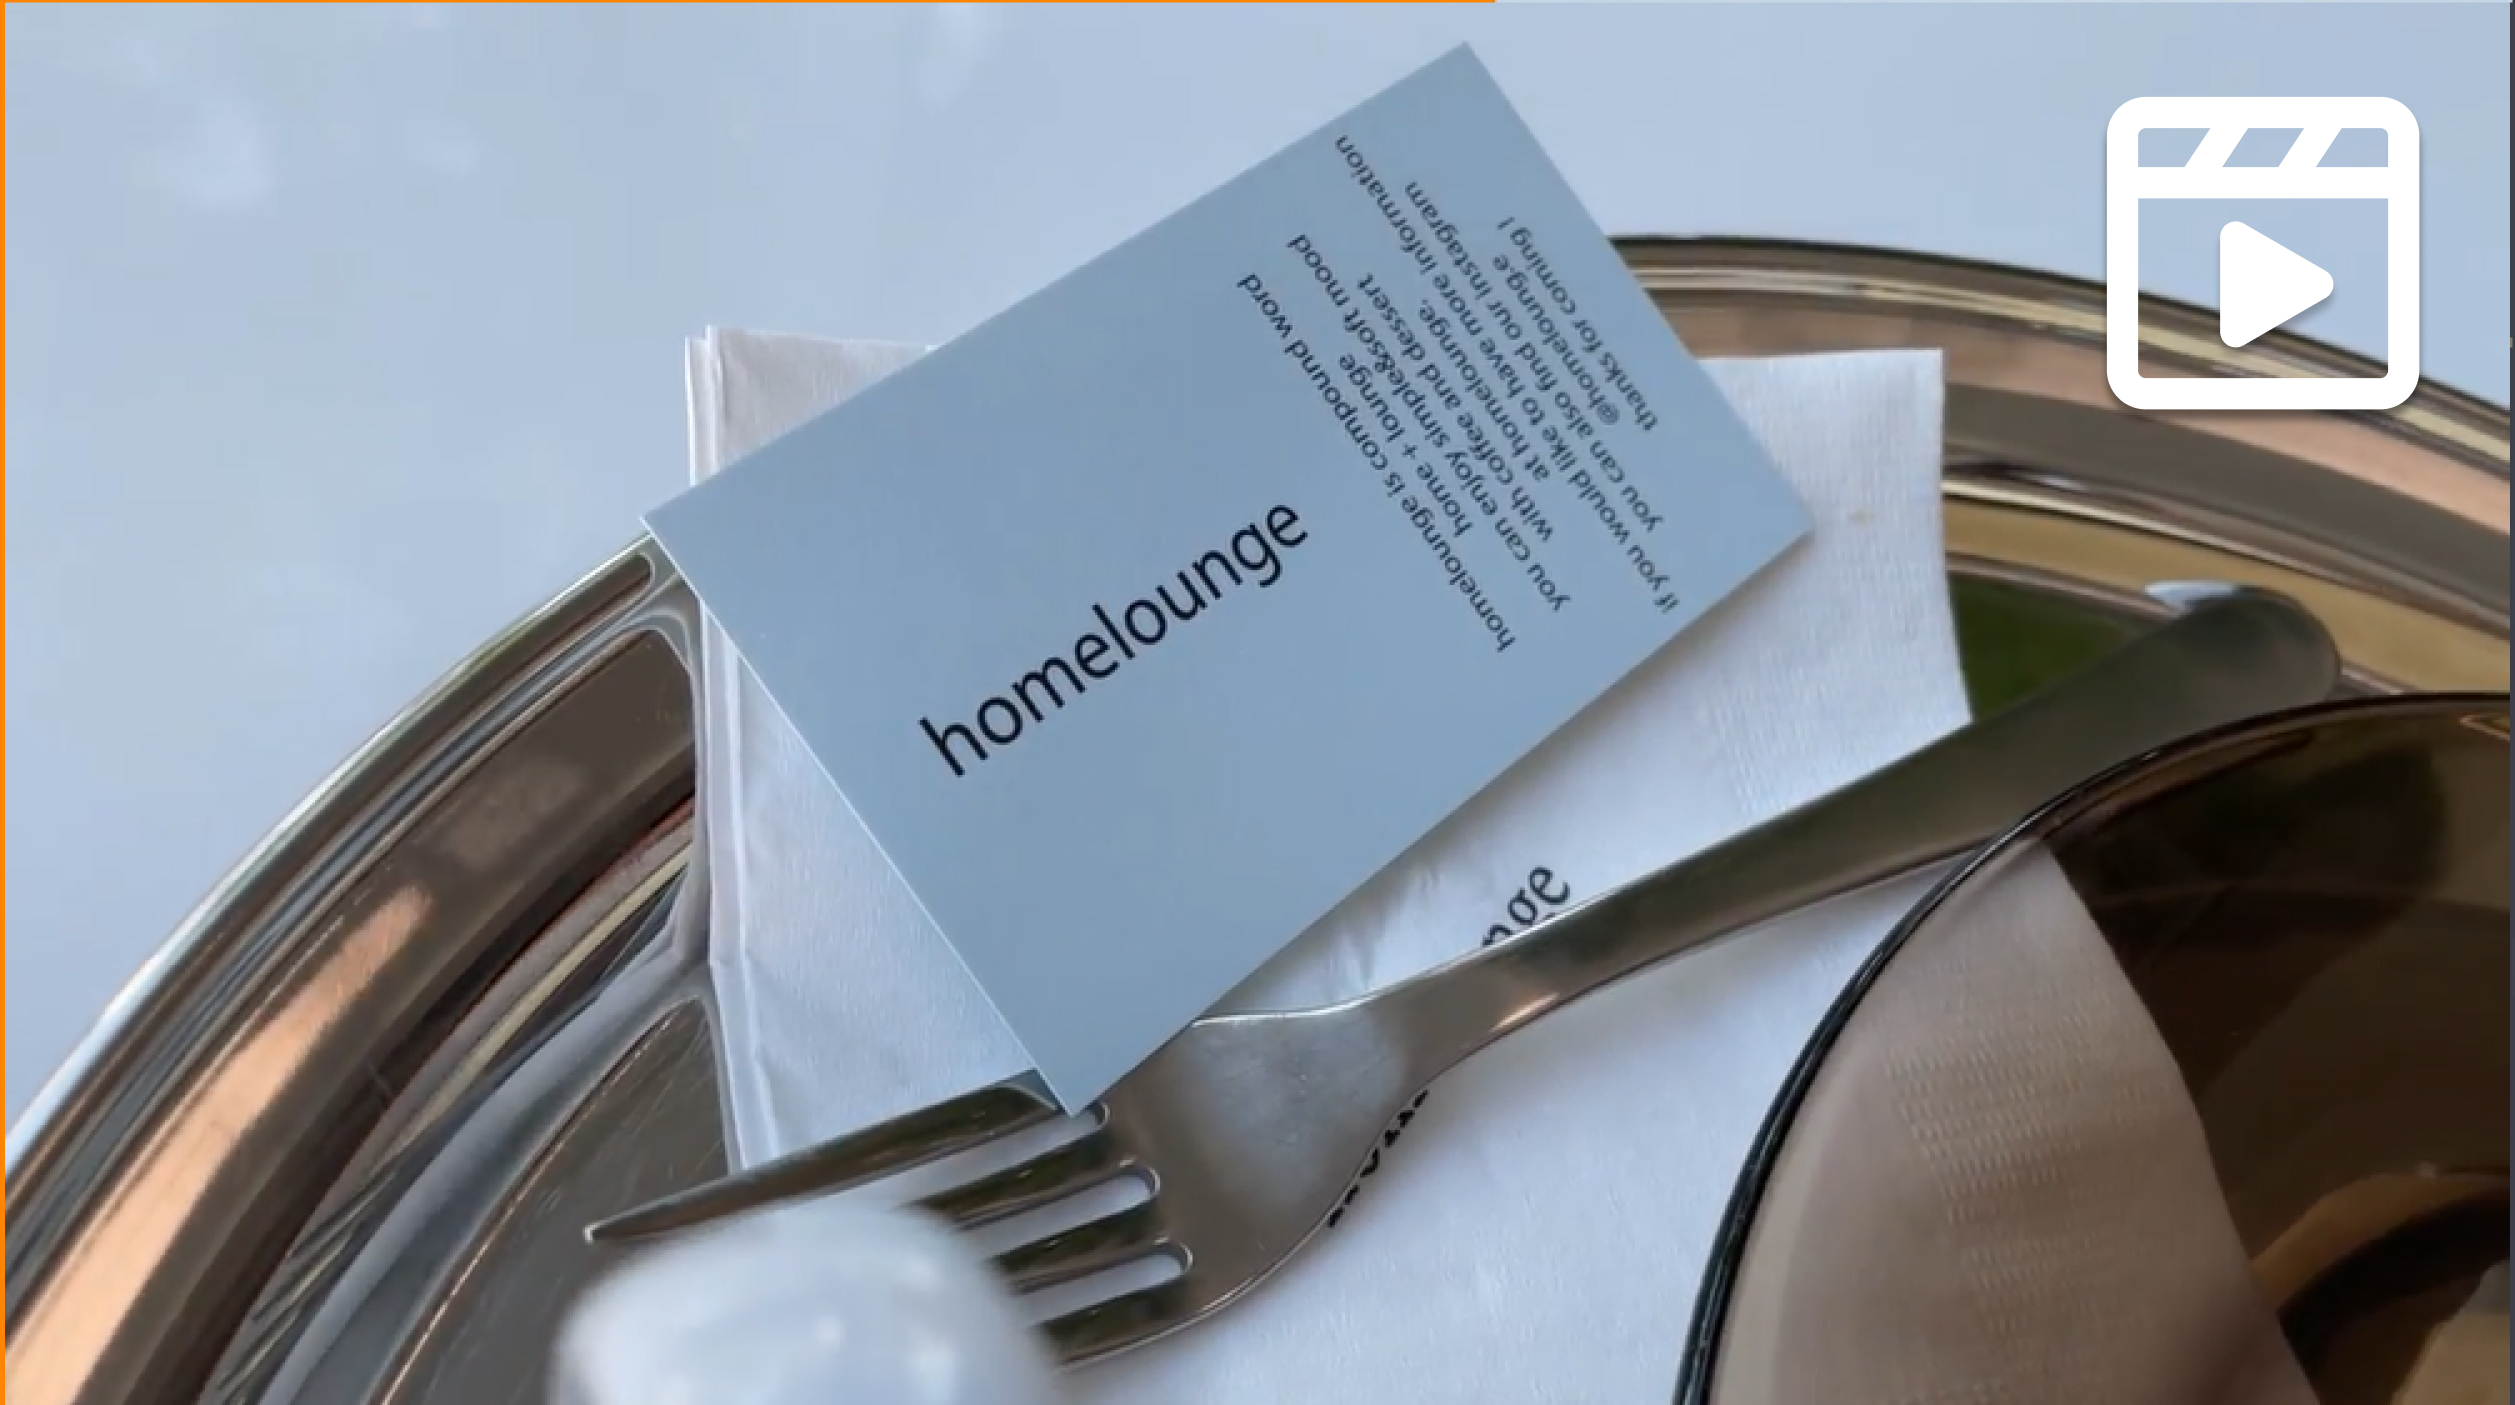 homelounge
homelounge is compound word
home + lounge
you can enjoy simple&soft mood
with coffee and dessert
at homelounge.
if you would like to have more information
you can also find our instagram
@homelounge
thanks for coming !
nge